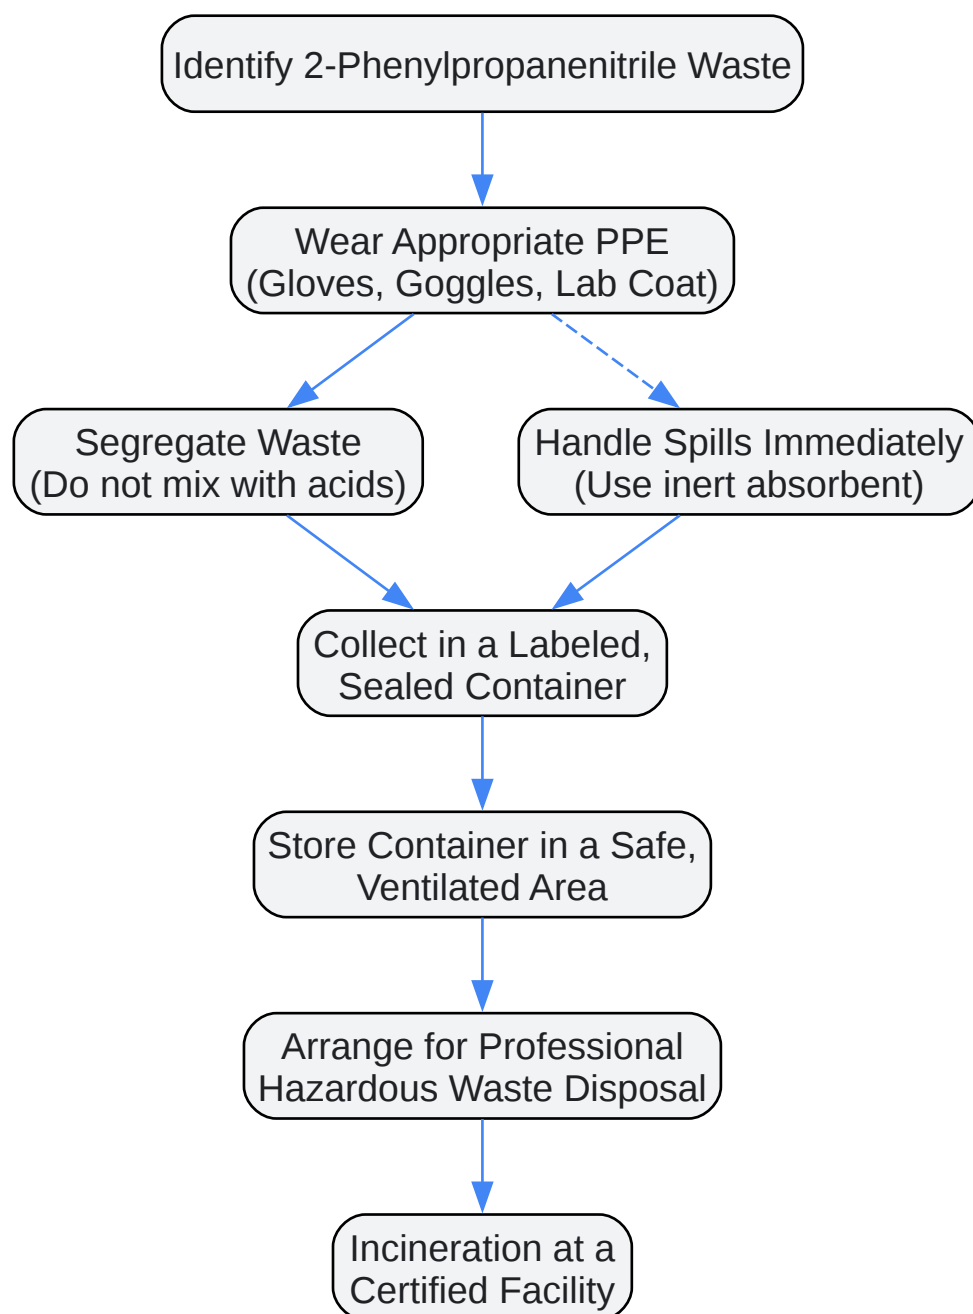 Identify 2-Phenylpropanenitrile Waste
Wear Appropriate PPE
(Gloves, Goggles, Lab Coat)
Segregate Waste
(Do not mix with acids)
Handle Spills Immediately
(Use inert absorbent)
Collect in a Labeled,
Sealed Container
Store Container in a Safe,
Ventilated Area
Arrange for Professional
Hazardous Waste Disposal
Incineration at a
Certified Facility